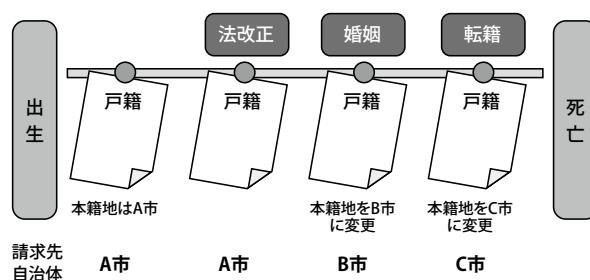 法改正
婚姻
転籍
出生
戸籍
戸籍
戸籍
戸籍
死亡
本籍地はA市
本籍地をB市
に変更
本籍地をC市
に変更
請求先
自治体
A市
A市
B市
C市